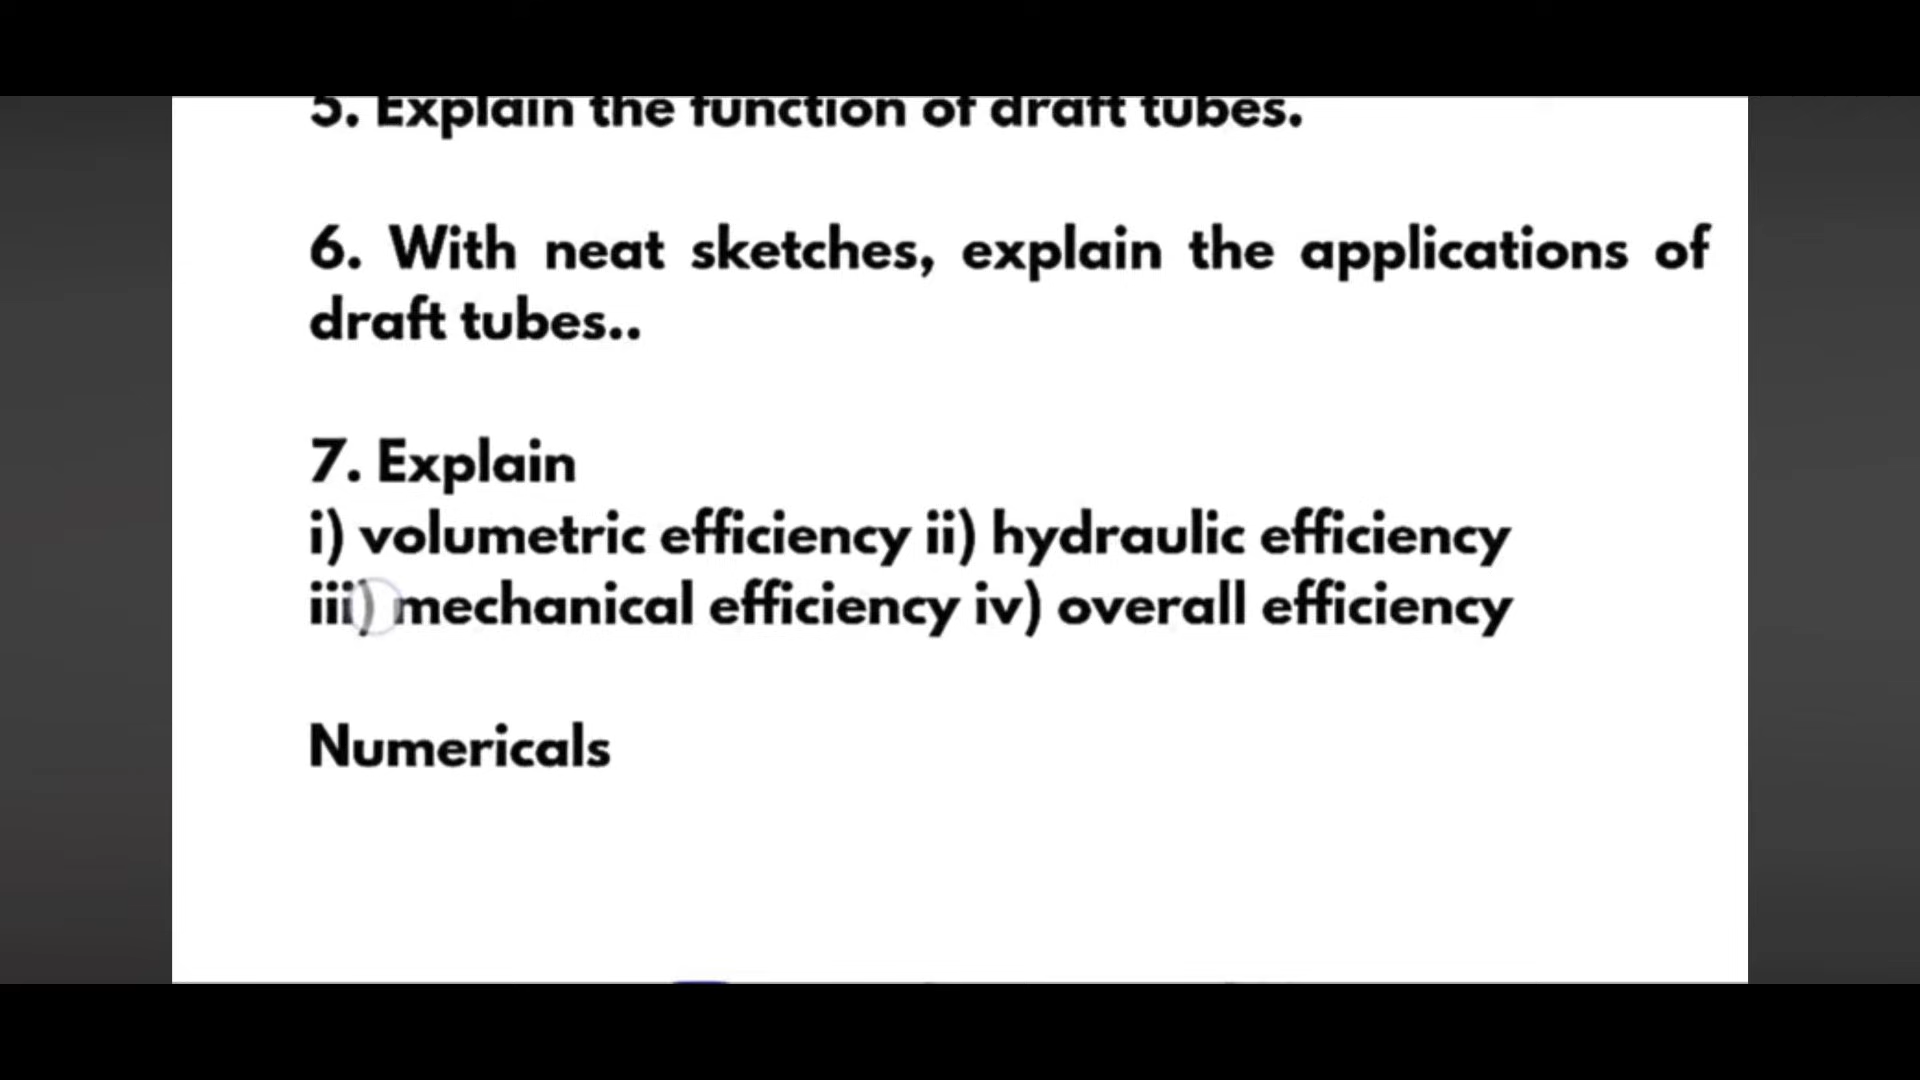 5. Explain the function of draft tubes.
6. With neat sketches, explain the applications of
draft tubes..
7. Explain
i) volumetric efficiency ii) hydraulic efficiency
iii) mechanical efficiency iv) overall efficiency
Numericals